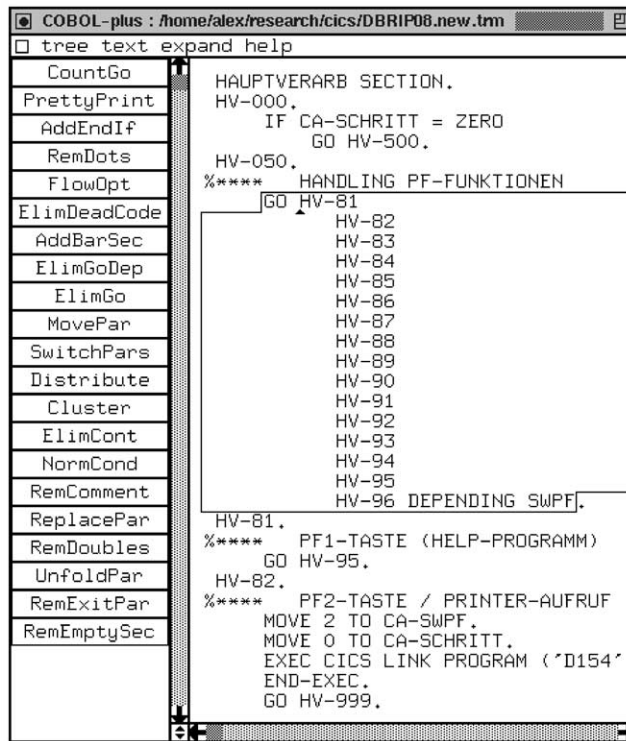 COBOL-plus : /home/alex/research/cics/DBRIP08.new.trm
tree text expand help
CountGo
PrettyPrint
AddEndIf
RemDots
FlowOpt
ElimDeadCode
AddBarSec
ElimGoDep
ElimGo
MovePar
SwitchPars
Distribute
Cluster
ElimCont
NormCond
RemComment
ReplacePar
RemDoubles
UnfoldPar
RemExitPar
RemEmptySec
HAUPTVERARB SECTION.
HV-000.
IF CA-SCHRITT = ZERO
GO HV-500.
HV-050.
%**** HANDLING PF-FUNKTIONEN
GO HV-81
HV-82
HV-83
HV-84
HV-85
HV-86
HV-87
HV-88
HV-89
HV-90
HV-91
HV-92
HV-93
HV-94
HV-95
HV-96 DEPENDING SWPF.
HV-81.
%**** PF1-TASTE (HELP-PROGRAMM)
GO HV-95.
HV-82.
%**** PF2-TASTE / PRINTER-AUFRUF
MOVE 2 TO CA-SWPF.
MOVE 0 TO CA-SCHRITT.
EXEC CICS LINK PROGRAM ('D154'
END-EXEC.
GO HV-999.